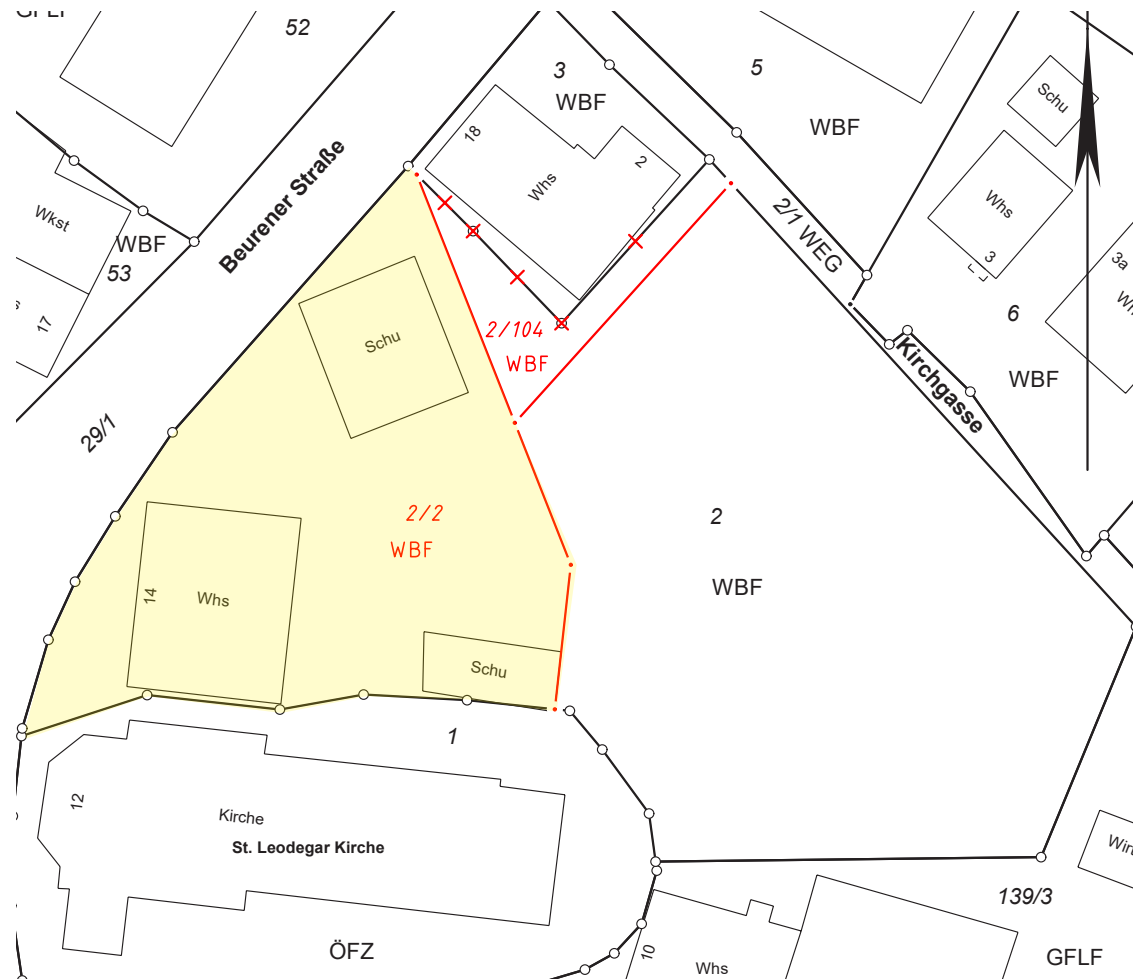 52
3
WBF
5
WBF
Schu
18
2
Whs
Beurener Straße
Wkst
WBF
53
17
2/1 WEG
Whs
3
3a
6
WBF
Schu
2/104
WBF
Kirchgasse
29/1
2/2
WBF
2
WBF
14
Whs
Schu
1
12
Kirche
St. Leodegar Kirche
ÖFZ
10
Whs
139/3
GFLF